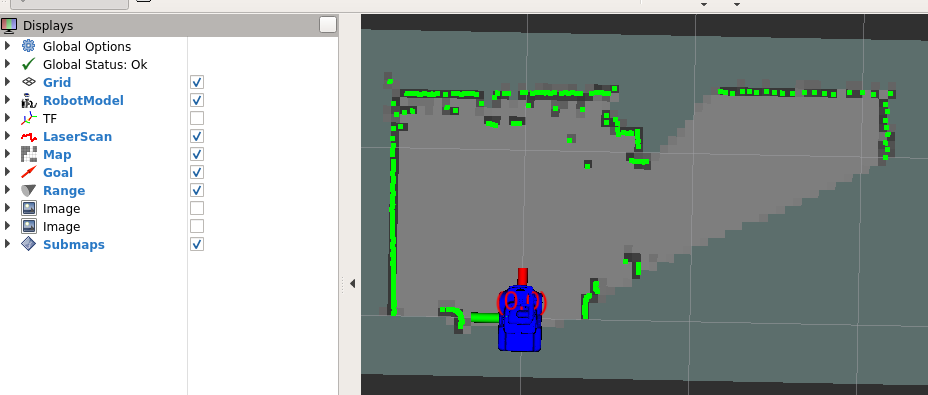 Displays
Global Options
Global Status: Ok
Grid
RobotModel
TF
LaserScan
Map
Goal
Range
Image
Image
Submaps